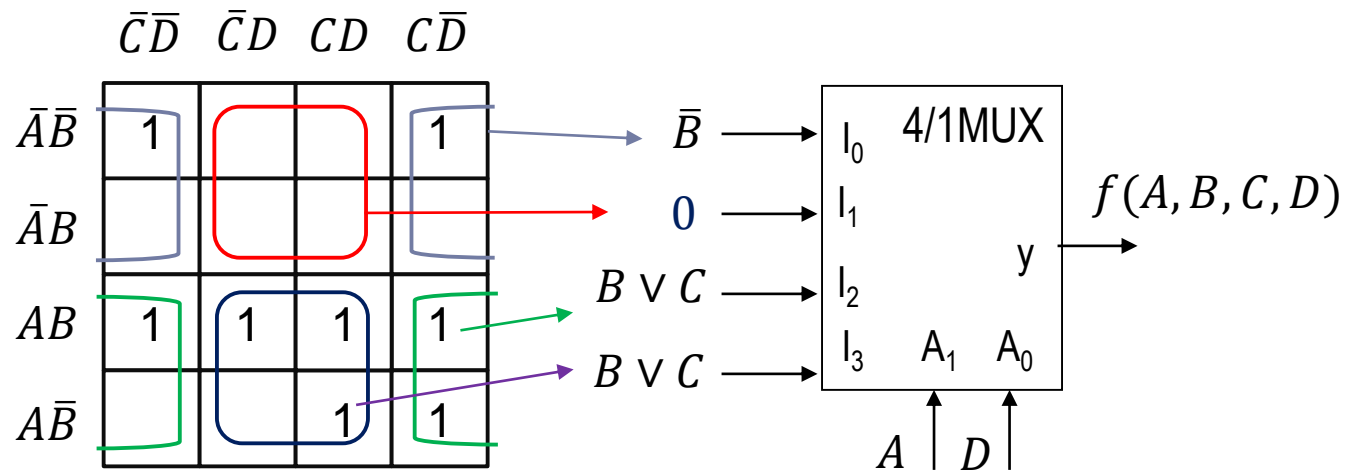 C̄D̄ C̄D CD CD̄
ĀB̄ 1 1
ĀB
AB 1 1 1 1
AB̄ 1 1
B̄
0
B ∨ C
B ∨ C
4/1MUX
I₀
I₁
I₂
I₃ A₁ A₀
y
f(A, B, C, D)
A D